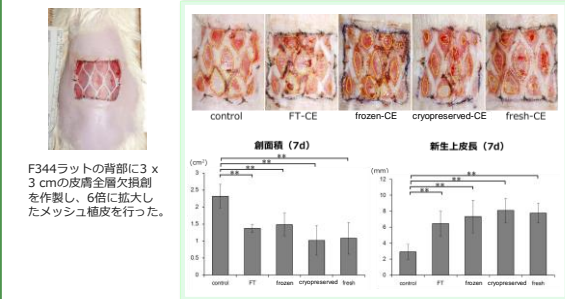 F344ラットの背部に3 x
3 cmの皮膚全層欠損創
を作製し、6倍に拡大し
たメッシュ植皮を行った。
control
FT-CE
frozen-CE
cryopreserved-CE
fresh-CE
創面積（7d）
(cm²)
**
**
**
**
3
2.5
2
1.5
1
0.5
0
control
FT
frozen
cryopreserved
fresh
新生上皮長（7d）
(mm)
**
**
**
**
12
10
8
6
4
2
0
control
FT
frozen
cryopreserved
fresh